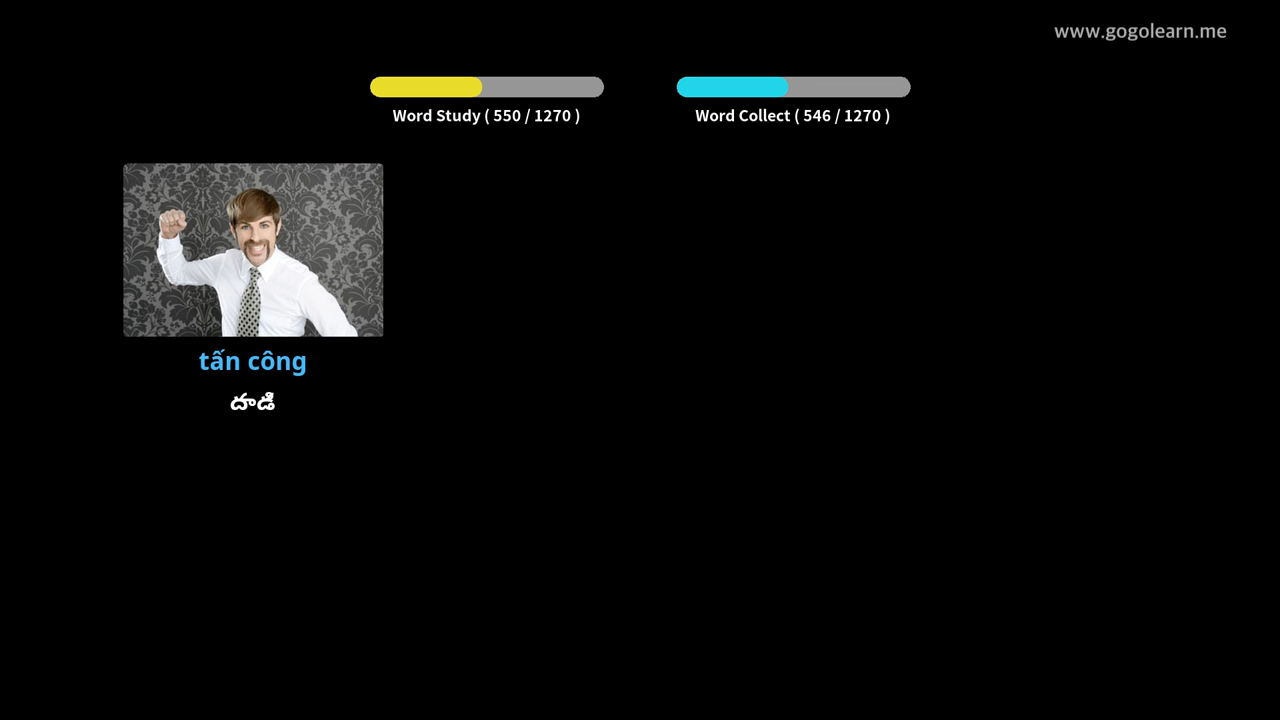 www.gogolearn.me
Word Study ( 550 / 1270 )
Word Collect ( 546 / 1270 )
tấn công
దాడి